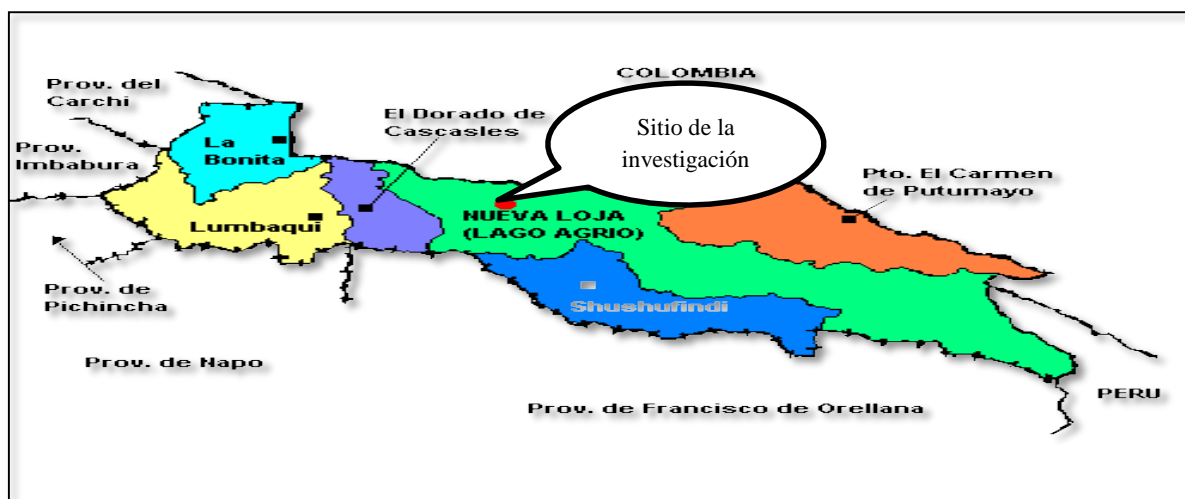 COLOMBIA
Prov. del
Carchi
El Dorado de
Cascasles
Sitio de la
investigación
Prov.
Imbabura
La
Bonita
Pto. El Carmen
de Putumayo
NUEVA LOJA
(LAGO AGRIO)
Lumbaqui
Prov. de
Pichincha
Shushufindi
Prov. de Napo
PERU
Prov. de Francisco de Orellana